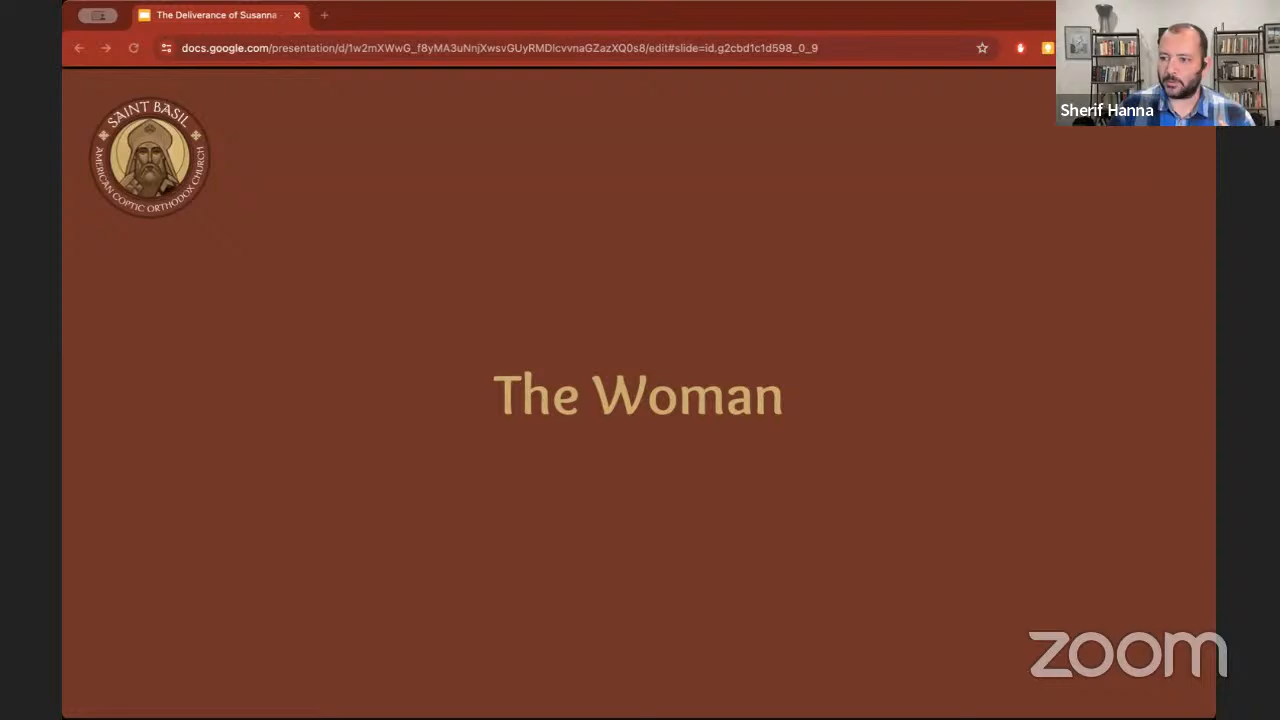 The Deliverance of Susanna
docs.google.com/presentation/d/1w2mXWwG_f8yMA3uNnjXwsvGUyRMDlcvvnaGZazXQ0s8/edit#slide=id.g2cbd1c1d598_0_9
Sherif Hanna
SAINT BASIL
AMERICAN COPTIC ORTHODOX CHURCH
The Woman
zoom